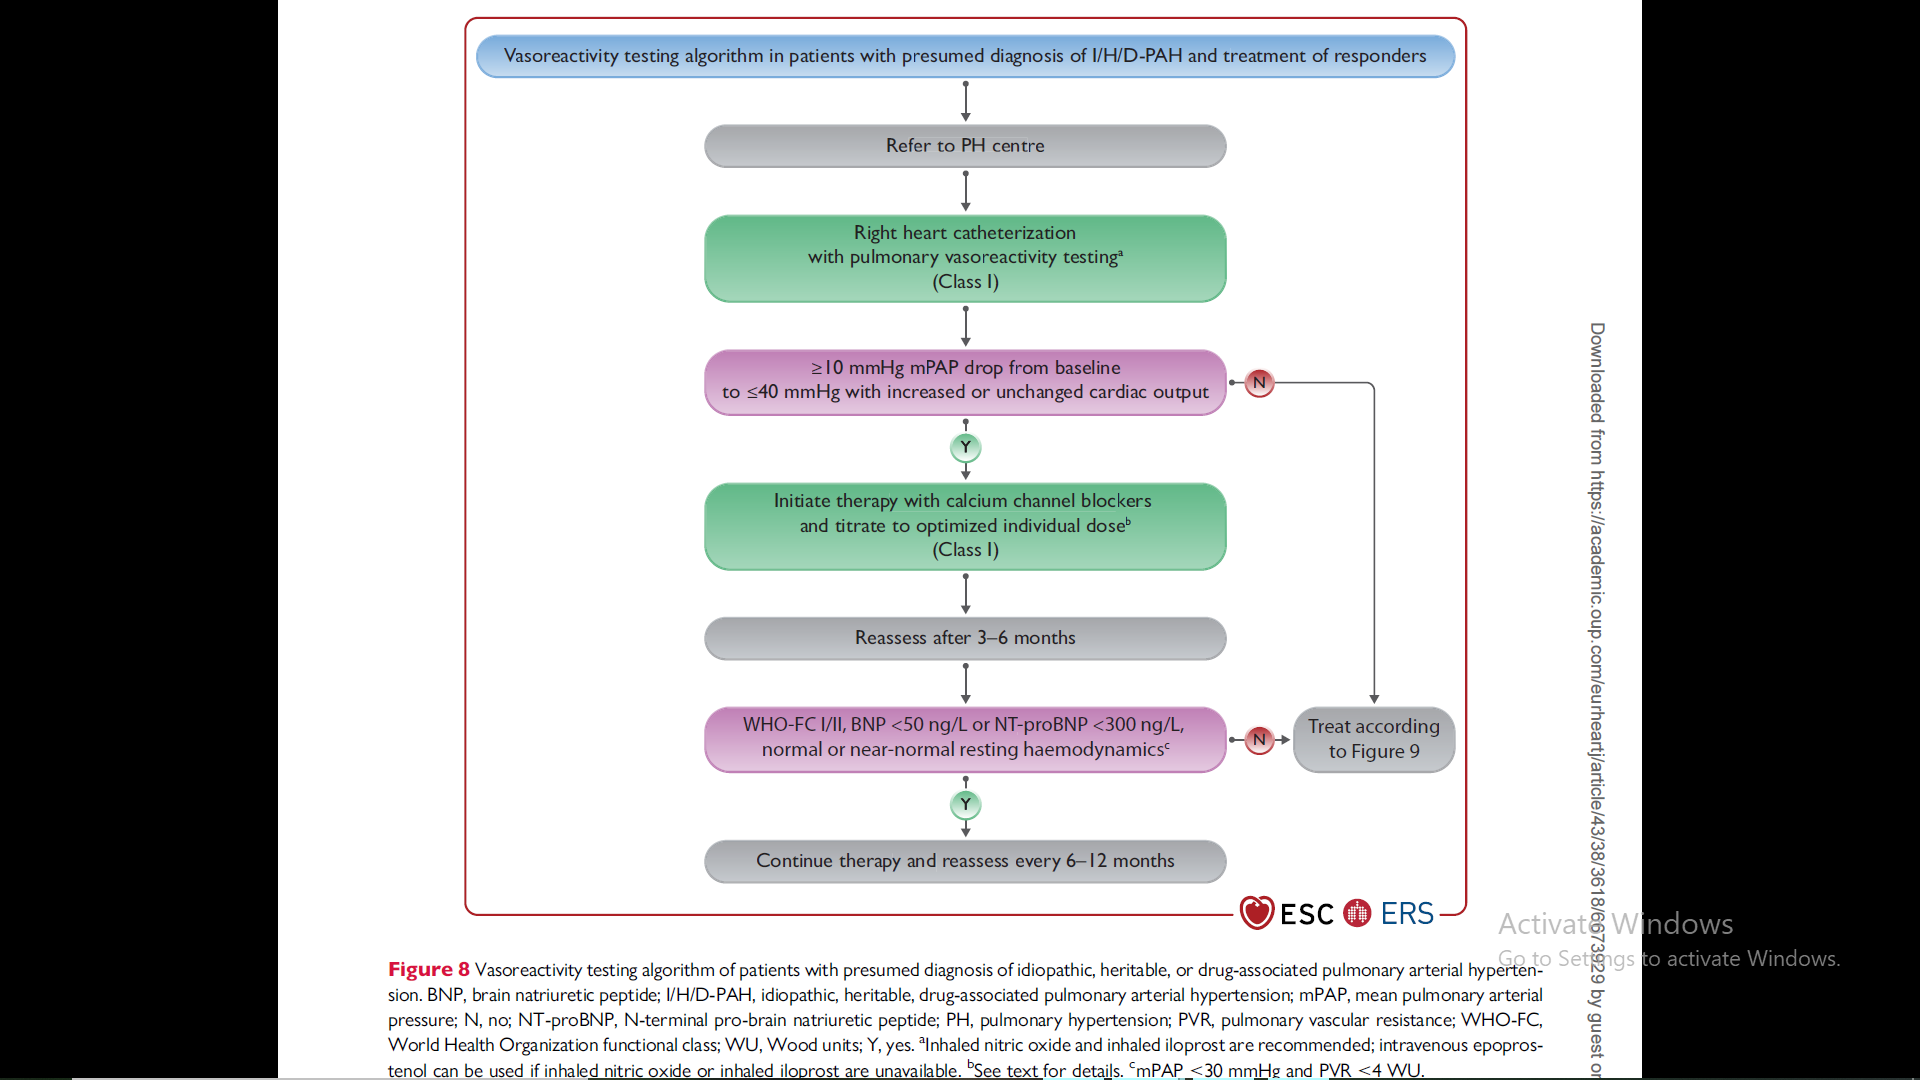 Vasoreactivity testing algorithm in patients with presumed diagnosis of I/H/D-PAH and treatment of responders
Refer to PH centre
Right heart catheterization
with pulmonary vasoreactivity testingᵃ
(Class I)
≥10 mmHg mPAP drop from baseline
to ≤40 mmHg with increased or unchanged cardiac output
N
Y
Initiate therapy with calcium channel blockers
and titrate to optimized individual doseᵇ
(Class I)
Reassess after 3–6 months
WHO-FC I/II, BNP <50 ng/L or NT-proBNP <300 ng/L,
normal or near-normal resting haemodynamicsᶜ
N
Treat according
to Figure 9
Y
Continue therapy and reassess every 6–12 months
ESC ERS
Figure 8 Vasoreactivity testing algorithm of patients with presumed diagnosis of idiopathic, heritable, or drug-associated pulmonary arterial hyperten-
sion. BNP, brain natriuretic peptide; I/H/D-PAH, idiopathic, heritable, drug-associated pulmonary arterial hypertension; mPAP, mean pulmonary arterial
pressure; N, no; NT-proBNP, N-terminal pro-brain natriuretic peptide; PH, pulmonary hypertension; PVR, pulmonary vascular resistance; WHO-FC,
World Health Organization functional class; WU, Wood units; Y, yes. ᵃInhaled nitric oxide and inhaled iloprost are recommended; intravenous epopros-
tenol can be used if inhaled nitric oxide or inhaled iloprost are unavailable. ᵇSee text for details. ᶜmPAP <30 mmHg and PVR <4 WU.
Downloaded from https://academic.oup.com/eurheartj/article/43/38/3618/6673929 by guest on
Activate Windows
Go to Settings to activate Windows.